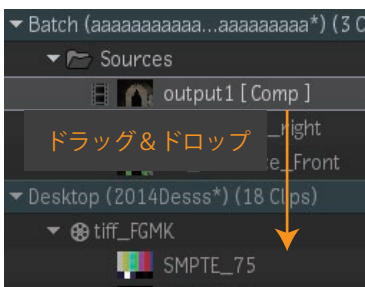 Batch (aaaaaaaaaaa...aaaaaaaaa*) (3 C
Sources
output1 [ Comp ]
ドラッグ＆ドロップ
_right
e_Front
Desktop (2014Desss*) (18 Clips)
tiff_FGMK
SMPTE_75